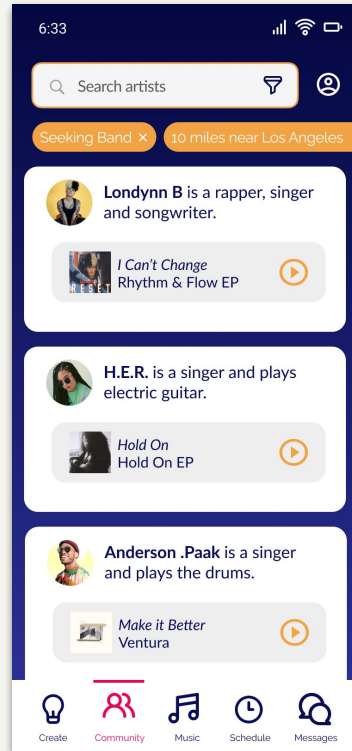 6:33
Search artists
Seeking Band ×
10 miles near Los Angeles
Londynn B is a rapper, singer
and songwriter.
RESET
I Can't Change
Rhythm & Flow EP
H.E.R. is a singer and plays
electric guitar.
Hold On
Hold On EP
Anderson .Paak is a singer
and plays the drums.
Make it Better
Ventura
Create
Community
Music
Schedule
Messages